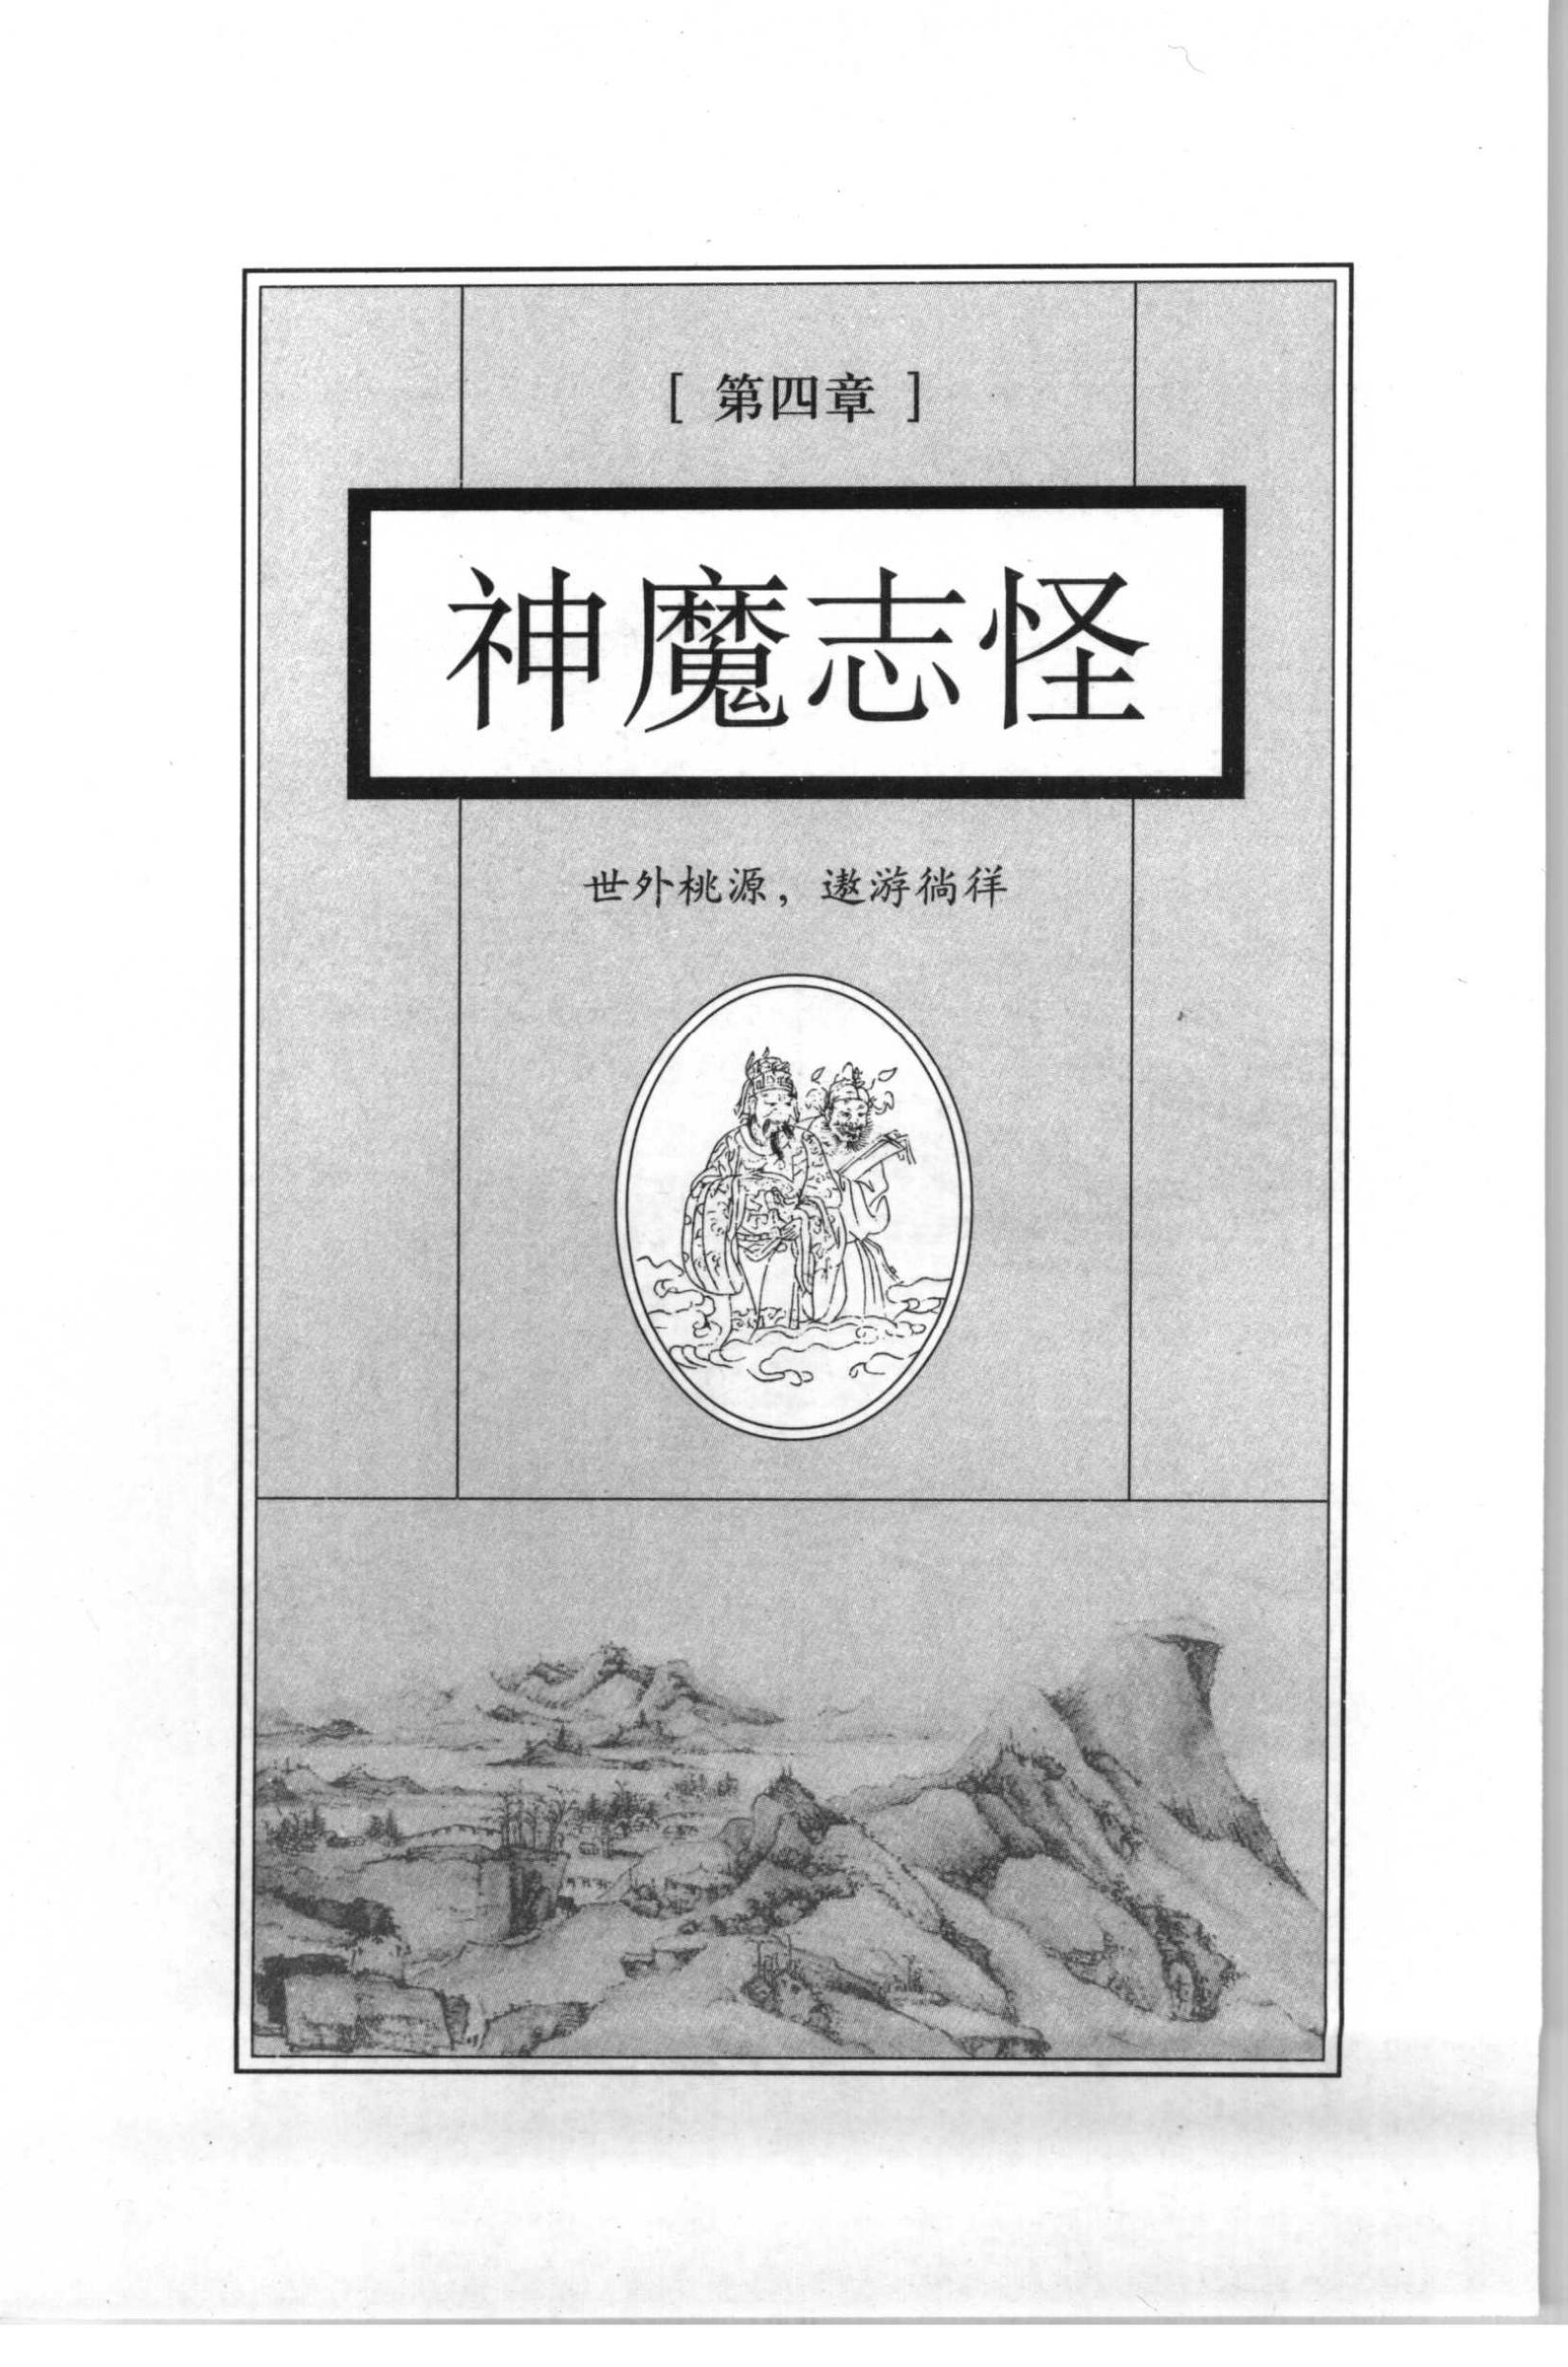 [ 第四章 ]
神魔志怪
世外桃源，遨游徜徉